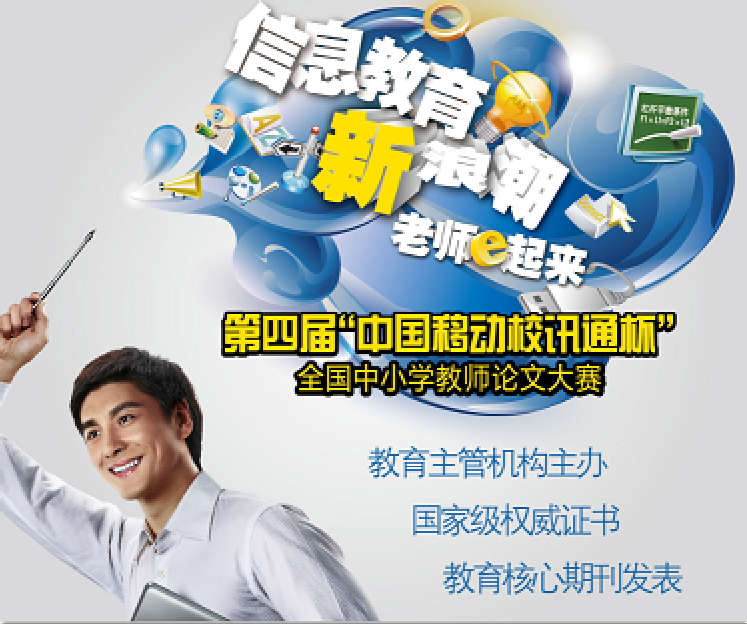 信息教育
新浪潮
老师e起来
第四届“中国移动校讯通杯”
全国中小学教师论文大赛
教育主管机构主办
国家级权威证书
教育核心期刊发表